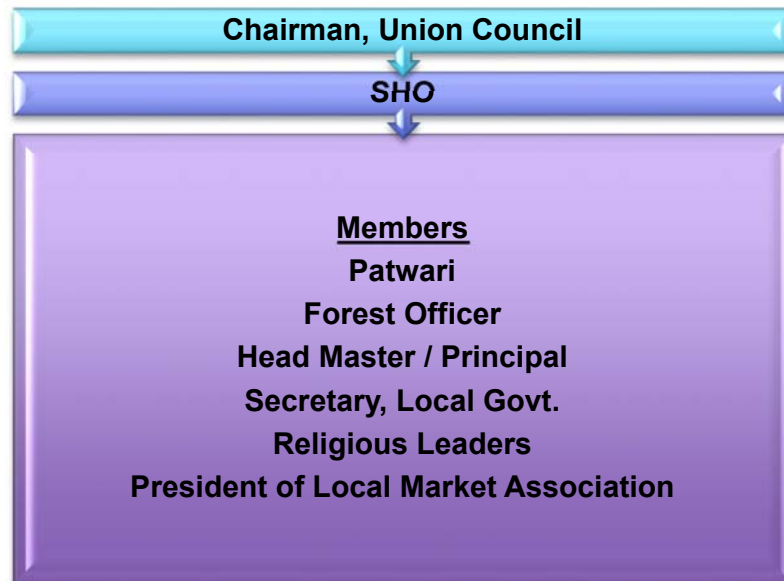 Chairman, Union Council
SHO
Members
Patwari
Forest Officer
Head Master / Principal
Secretary, Local Govt.
Religious Leaders
President of Local Market Association